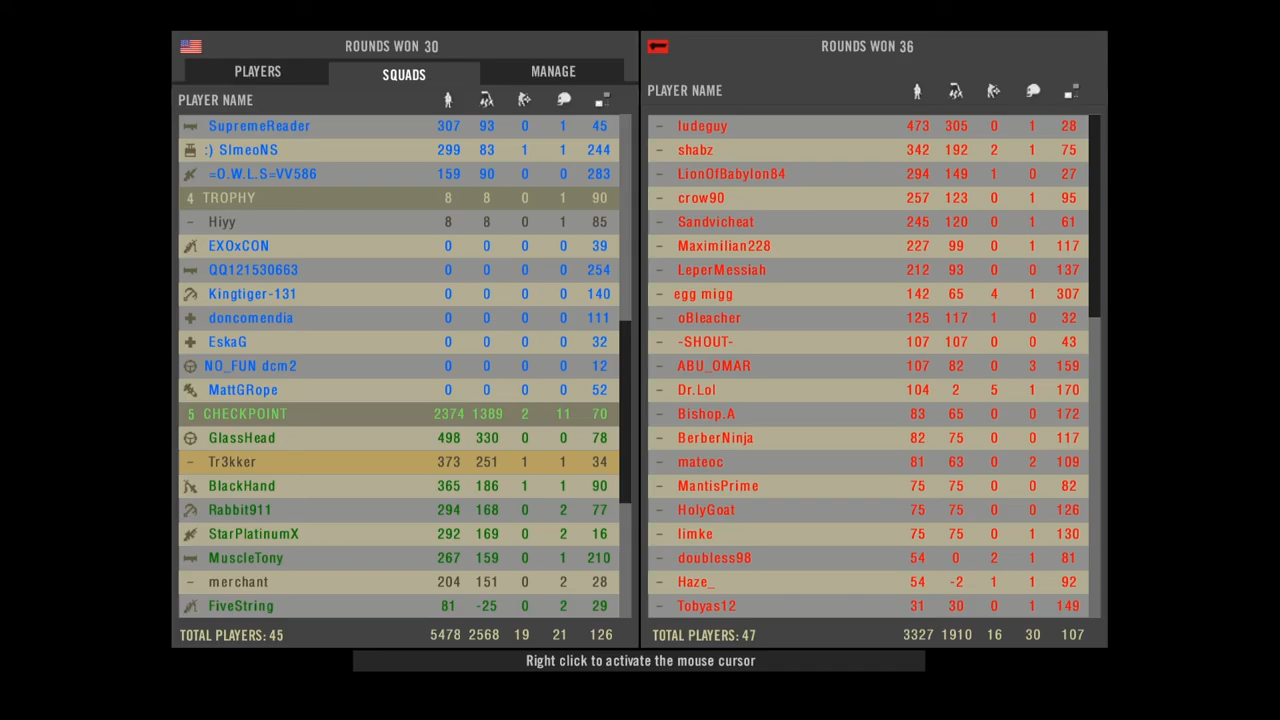 ROUNDS WON 30
PLAYERS SQUADS MANAGE
PLAYER NAME
SupremeReader 307 93 0 1 45
:) SImeoNS 299 83 1 1 244
=O.W.L.S=VV586 159 90 0 0 283
4 TROPHY 8 8 0 1 90
- Hiyy 8 8 0 1 85
EXOxCON 0 0 0 0 39
QQ121530663 0 0 0 0 254
Kingtiger-131 0 0 0 0 140
doncomendia 0 0 0 0 111
EskaG 0 0 0 0 32
NO_FUN dcm2 0 0 0 0 12
MattGRope 0 0 0 0 52
5 CHECKPOINT 2374 1389 2 11 70
GlassHead 498 330 0 0 78
- Tr3kker 373 251 1 1 34
BlackHand 365 186 1 1 90
Rabbit911 294 168 0 2 77
StarPlatinumX 292 169 0 2 16
MuscleTony 267 159 0 1 210
- merchant 204 151 0 2 28
FiveString 81 -25 0 2 29
TOTAL PLAYERS: 45 5478 2568 19 21 126
ROUNDS WON 36
PLAYER NAME
- ludeguy 473 305 0 1 28
- shabz 342 192 2 1 75
- LionOfBabylon84 294 149 1 0 27
- crow90 257 123 0 1 95
- Sandvicheat 245 120 0 1 61
- Maximilian228 227 99 0 1 117
- LeperMessiah 212 93 0 0 137
- egg migg 142 65 4 1 307
- oBleacher 125 117 1 0 32
- -SHOUT- 107 107 0 0 43
- ABU_OMAR 107 82 0 3 159
- Dr.Lol 104 2 5 1 170
- Bishop.A 83 65 0 0 172
- BerberNinja 82 75 0 0 117
- mateoc 81 63 0 2 109
- MantisPrime 75 75 0 0 82
- HolyGoat 75 75 0 0 126
- limke 75 75 0 1 130
- doubless98 54 0 2 1 81
- Haze_ 54 -2 1 1 92
- Tobyas12 31 30 0 1 149
TOTAL PLAYERS: 47 3327 1910 16 30 107
Right click to activate the mouse cursor